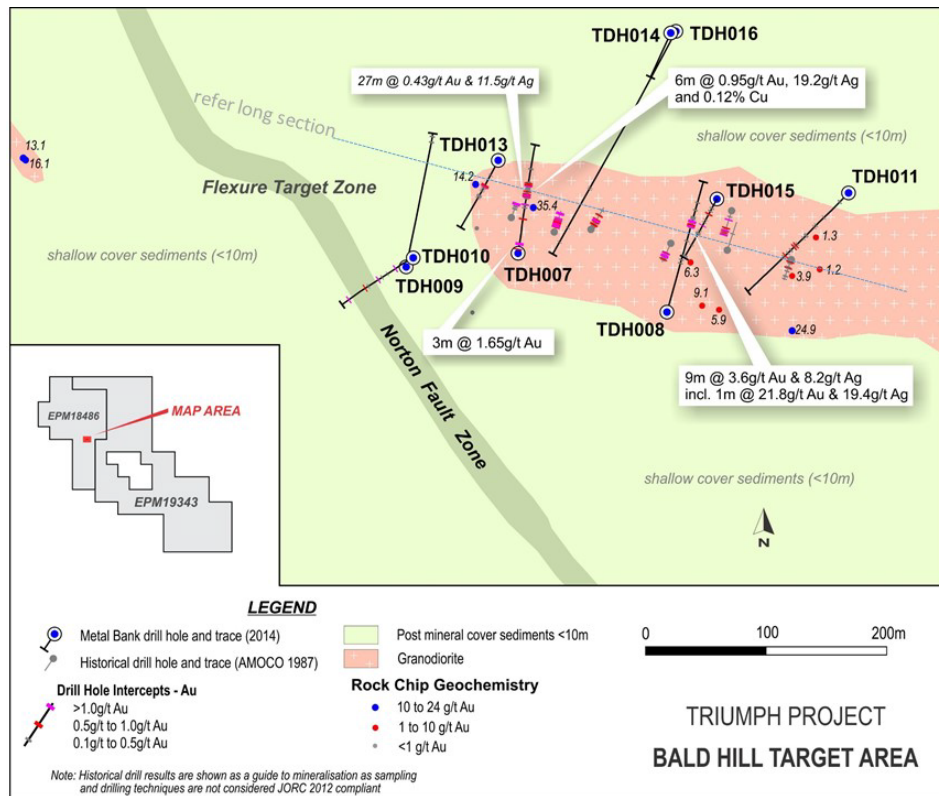 TDH014
TDH016
27m @ 0.43g/t Au & 11.5g/t Ag
6m @ 0.95g/t Au, 19.2g/t Ag
and 0.12% Cu
refer long section
shallow cover sediments (<10m)
13.1
16.1
TDH013
14.2
Flexure Target Zone
35.4
TDH015
TDH011
shallow cover sediments (<10m)
1.3
TDH010
TDH009
TDH007
6.3
3.9
1.2
9.1
5.9
TDH008
24.9
3m @ 1.65g/t Au
Norton Fault Zone
9m @ 3.6g/t Au & 8.2g/t Ag
incl. 1m @ 21.8g/t Au & 19.4g/t Ag
EPM18486
MAP AREA
EPM19343
shallow cover sediments (<10m)
N
LEGEND
Metal Bank drill hole and trace (2014)
Historical drill hole and trace (AMOCO 1987)
Drill Hole Intercepts - Au
>1.0g/t Au
0.5g/t to 1.0g/t Au
0.1g/t to 0.5g/t Au
Post mineral cover sediments <10m
Granodiorite
Rock Chip Geochemistry
10 to 24 g/t Au
1 to 10 g/t Au
<1 g/t Au
0 100 200m
TRIUMPH PROJECT
BALD HILL TARGET AREA
Note: Historical drill results are shown as a guide to mineralisation as sampling
and drilling techniques are not considered JORC 2012 compliant